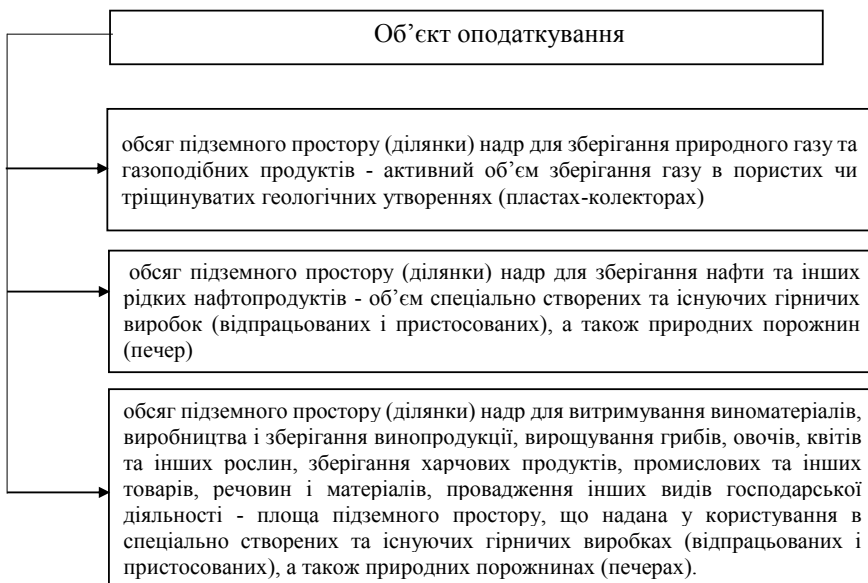 Об’єкт оподаткування
обсяг підземного простору (ділянки) надр для зберігання природного газу та
газоподібних продуктів - активний об’єм зберігання газу в пористих чи
тріщинуватих геологічних утвореннях (пластах-колекторах)
обсяг підземного простору (ділянки) надр для зберігання нафти та інших
рідких нафтопродуктів - об’єм спеціально створених та існуючих гірничих
виробок (відпрацьованих і пристосованих), а також природних порожнин
(печер)
обсяг підземного простору (ділянки) надр для витримування виноматеріалів,
виробництва і зберігання винопродукції, вирощування грибів, овочів, квітів
та інших рослин, зберігання харчових продуктів, промислових та інших
товарів, речовин і матеріалів, провадження інших видів господарської
діяльності - площа підземного простору, що надана у користування в
спеціально створених та існуючих гірничих виробках (відпрацьованих і
пристосованих), а також природних порожнинах (печерах).